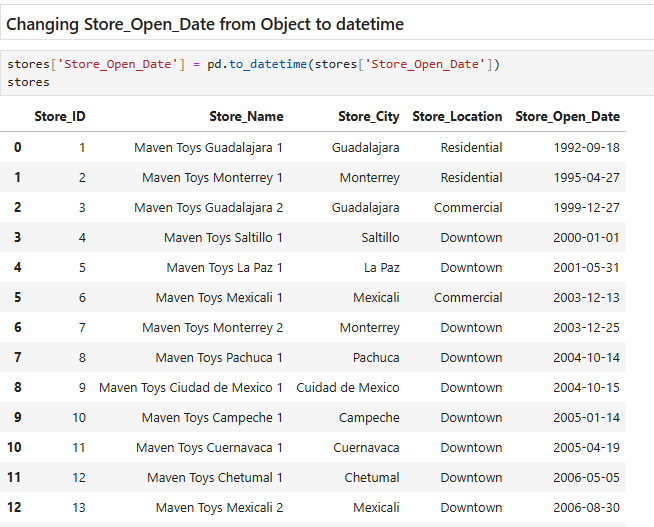 Changing Store_Open_Date from Object to datetime
stores['Store_Open_Date'] = pd.to_datetime(stores['Store_Open_Date'])
stores
Store_ID Store_Name Store_City Store_Location Store_Open_Date
0 1 Maven Toys Guadalajara 1 Guadalajara Residential 1992-09-18
1 2 Maven Toys Monterrey 1 Monterrey Residential 1995-04-27
2 3 Maven Toys Guadalajara 2 Guadalajara Commercial 1999-12-27
3 4 Maven Toys Saltillo 1 Saltillo Downtown 2000-01-01
4 5 Maven Toys La Paz 1 La Paz Downtown 2001-05-31
5 6 Maven Toys Mexicali 1 Mexicali Commercial 2003-12-13
6 7 Maven Toys Monterrey 2 Monterrey Downtown 2003-12-25
7 8 Maven Toys Pachuca 1 Pachuca Downtown 2004-10-14
8 9 Maven Toys Ciudad de Mexico 1 Cuidad de Mexico Downtown 2004-10-15
9 10 Maven Toys Campeche 1 Campeche Downtown 2005-01-14
10 11 Maven Toys Cuernavaca 1 Cuernavaca Downtown 2005-04-19
11 12 Maven Toys Chetumal 1 Chetumal Downtown 2006-05-05
12 13 Maven Toys Mexicali 2 Mexicali Downtown 2006-08-30